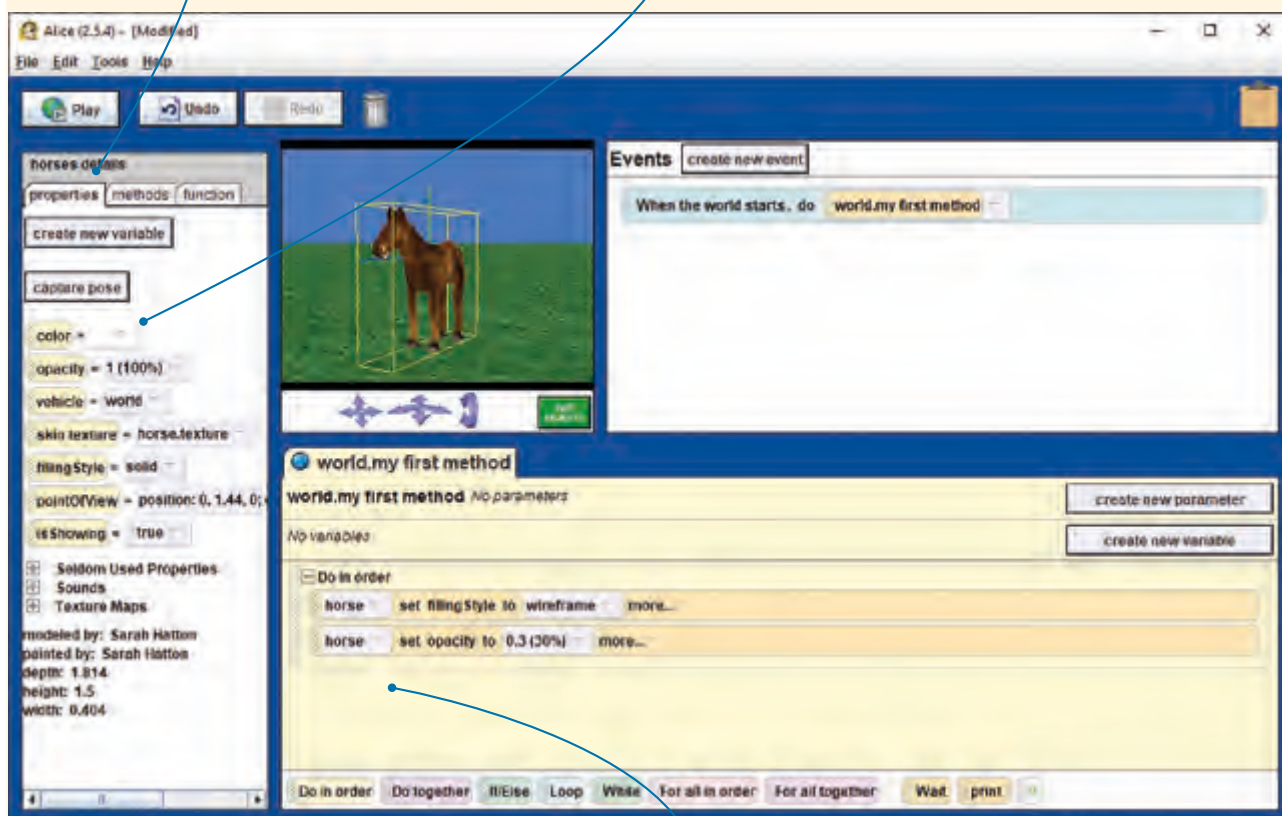 Alice (2.5.4) - [Modified]
File Edit Tools Help
Play Undo Redo
horses details
properties methods function
create new variable
capture pose
color =
opacity = 1 (100%)
vehicle = world
skin texture = horse.texture
fillingStyle = solid
pointOfView = position: 0, 1.44, 0;
isShowing = true
Seldom Used Properties
Sounds
Texture Maps
modeled by: Sarah Hatton
painted by: Sarah Hatton
depth: 1.814
height: 1.5
width: 0.404
Events create new event
When the world starts, do world.my first method
world.my first method
world.my first method No parameters
create new parameter
No variables
create new variable
Do in order
horse set fillingStyle to wireframe more...
horse set opacity to 0.3 (30%) more...
Do in order Do together If/Else Loop While For all in order For all together Wait print